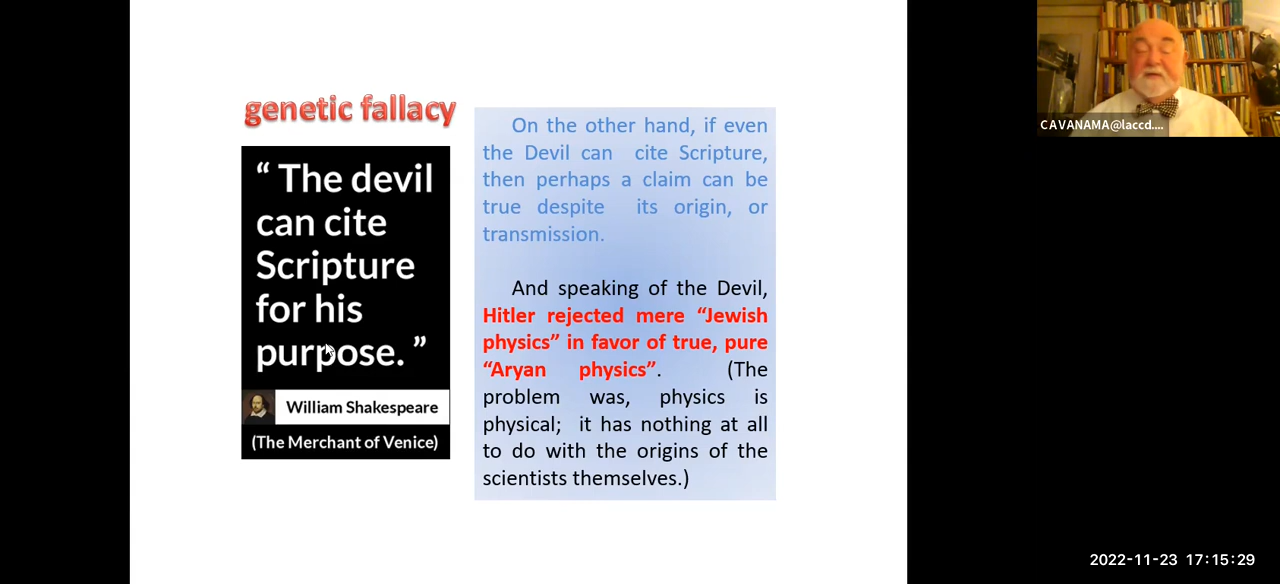 genetic fallacy
“ The devil
can cite
Scripture
for his
purpose. ”
William Shakespeare
(The Merchant of Venice)
On the other hand, if even
the Devil can cite Scripture,
then perhaps a claim can be
true despite its origin, or
transmission.
And speaking of the Devil,
Hitler rejected mere “Jewish
physics” in favor of true, pure
“Aryan physics”. (The
problem was, physics is
physical; it has nothing at all
to do with the origins of the
scientists themselves.)
CAVANAMA@laccd....
2022-11-23 17:15:29